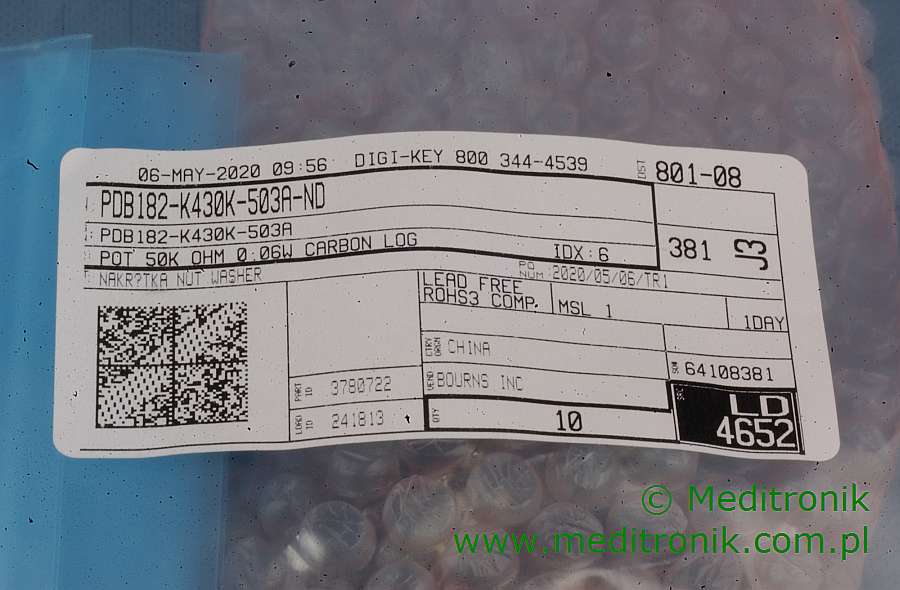 06-MAY-2020 09:56 DIGI-KEY 800 344-4539
DIST 801-08
PDB182-K430K-503A-ND
PDB182-K430K-503A
POT 50K OHM 0.06W CARBON LOG IDX:6
381 J3
NAKR?TKA NUT WASHER
PO NUM: 2020/05/06/TR1
LEAD FREE
ROHS3 COMP.
MSL 1
1DAY
CTRY ORGN CHINA
SO# 64108381
PART ID 3780722
VEND BOURNS INC
LOAD ID 241813
QTY 10
LD
4652
© Meditronik
www.meditronik.com.pl